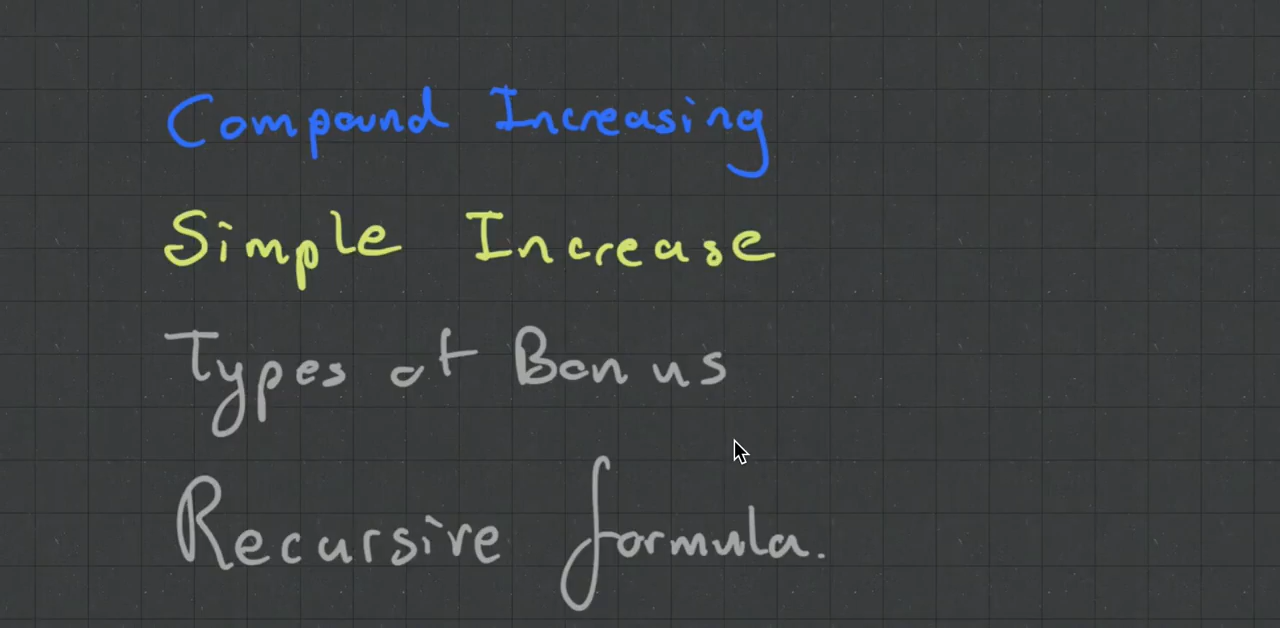 Compound Increasing
Simple Increase
Types of Bonus
Recursive formula.